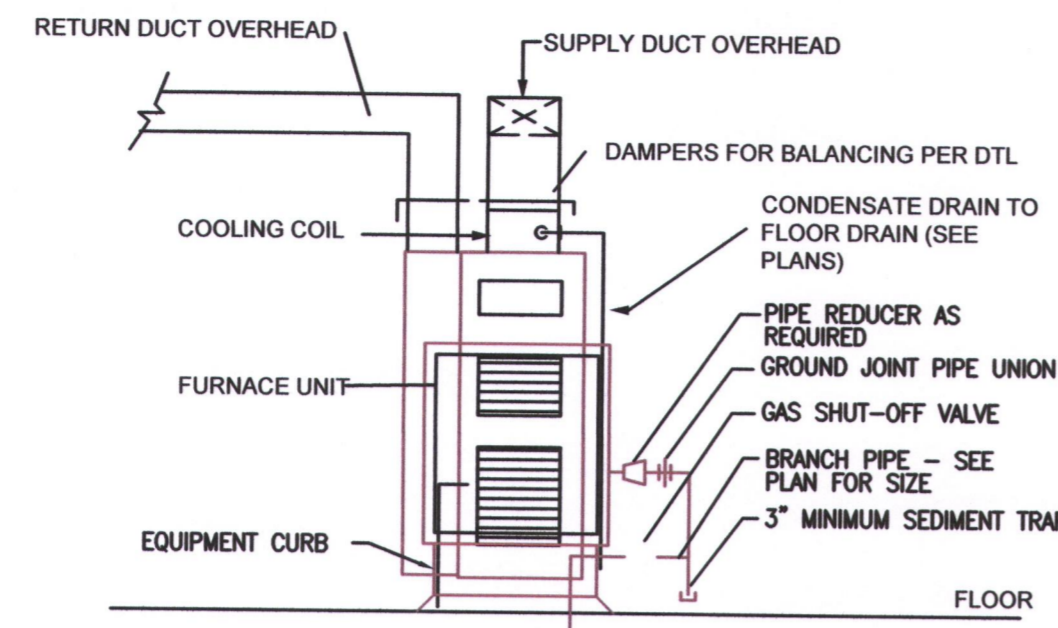 RETURN DUCT OVERHEAD
SUPPLY DUCT OVERHEAD
DAMPERS FOR BALANCING PER DTL
COOLING COIL
CONDENSATE DRAIN TO
FLOOR DRAIN (SEE
PLANS)
PIPE REDUCER AS
REQUIRED
FURNACE UNIT
GROUND JOINT PIPE UNION
GAS SHUT-OFF VALVE
BRANCH PIPE - SEE
PLAN FOR SIZE
3" MINIMUM SEDIMENT TRA
EQUIPMENT CURB
FLOOR